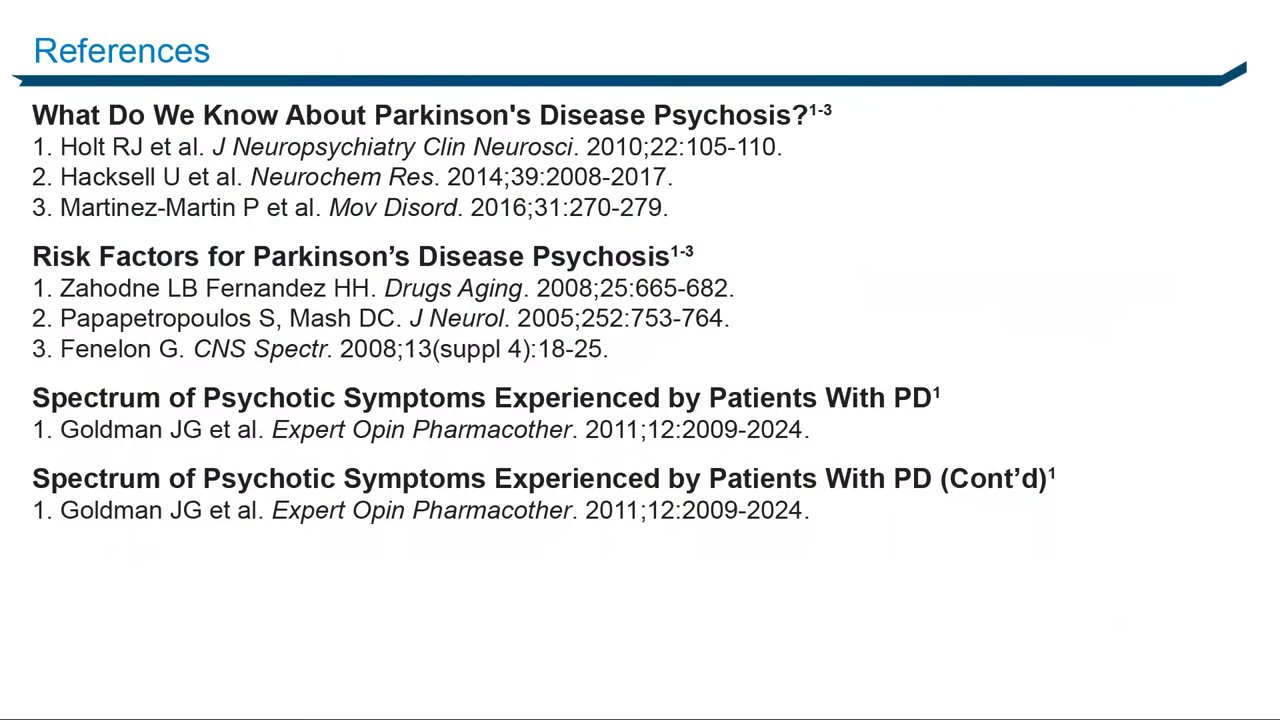 References
What Do We Know About Parkinson's Disease Psychosis?1-3
1. Holt RJ et al. J Neuropsychiatry Clin Neurosci. 2010;22:105-110.
2. Hacksell U et al. Neurochem Res. 2014;39:2008-2017.
3. Martinez-Martin P et al. Mov Disord. 2016;31:270-279.
Risk Factors for Parkinson’s Disease Psychosis1-3
1. Zahodne LB Fernandez HH. Drugs Aging. 2008;25:665-682.
2. Papapetropoulos S, Mash DC. J Neurol. 2005;252:753-764.
3. Fenelon G. CNS Spectr. 2008;13(suppl 4):18-25.
Spectrum of Psychotic Symptoms Experienced by Patients With PD1
1. Goldman JG et al. Expert Opin Pharmacother. 2011;12:2009-2024.
Spectrum of Psychotic Symptoms Experienced by Patients With PD (Cont’d)1
1. Goldman JG et al. Expert Opin Pharmacother. 2011;12:2009-2024.